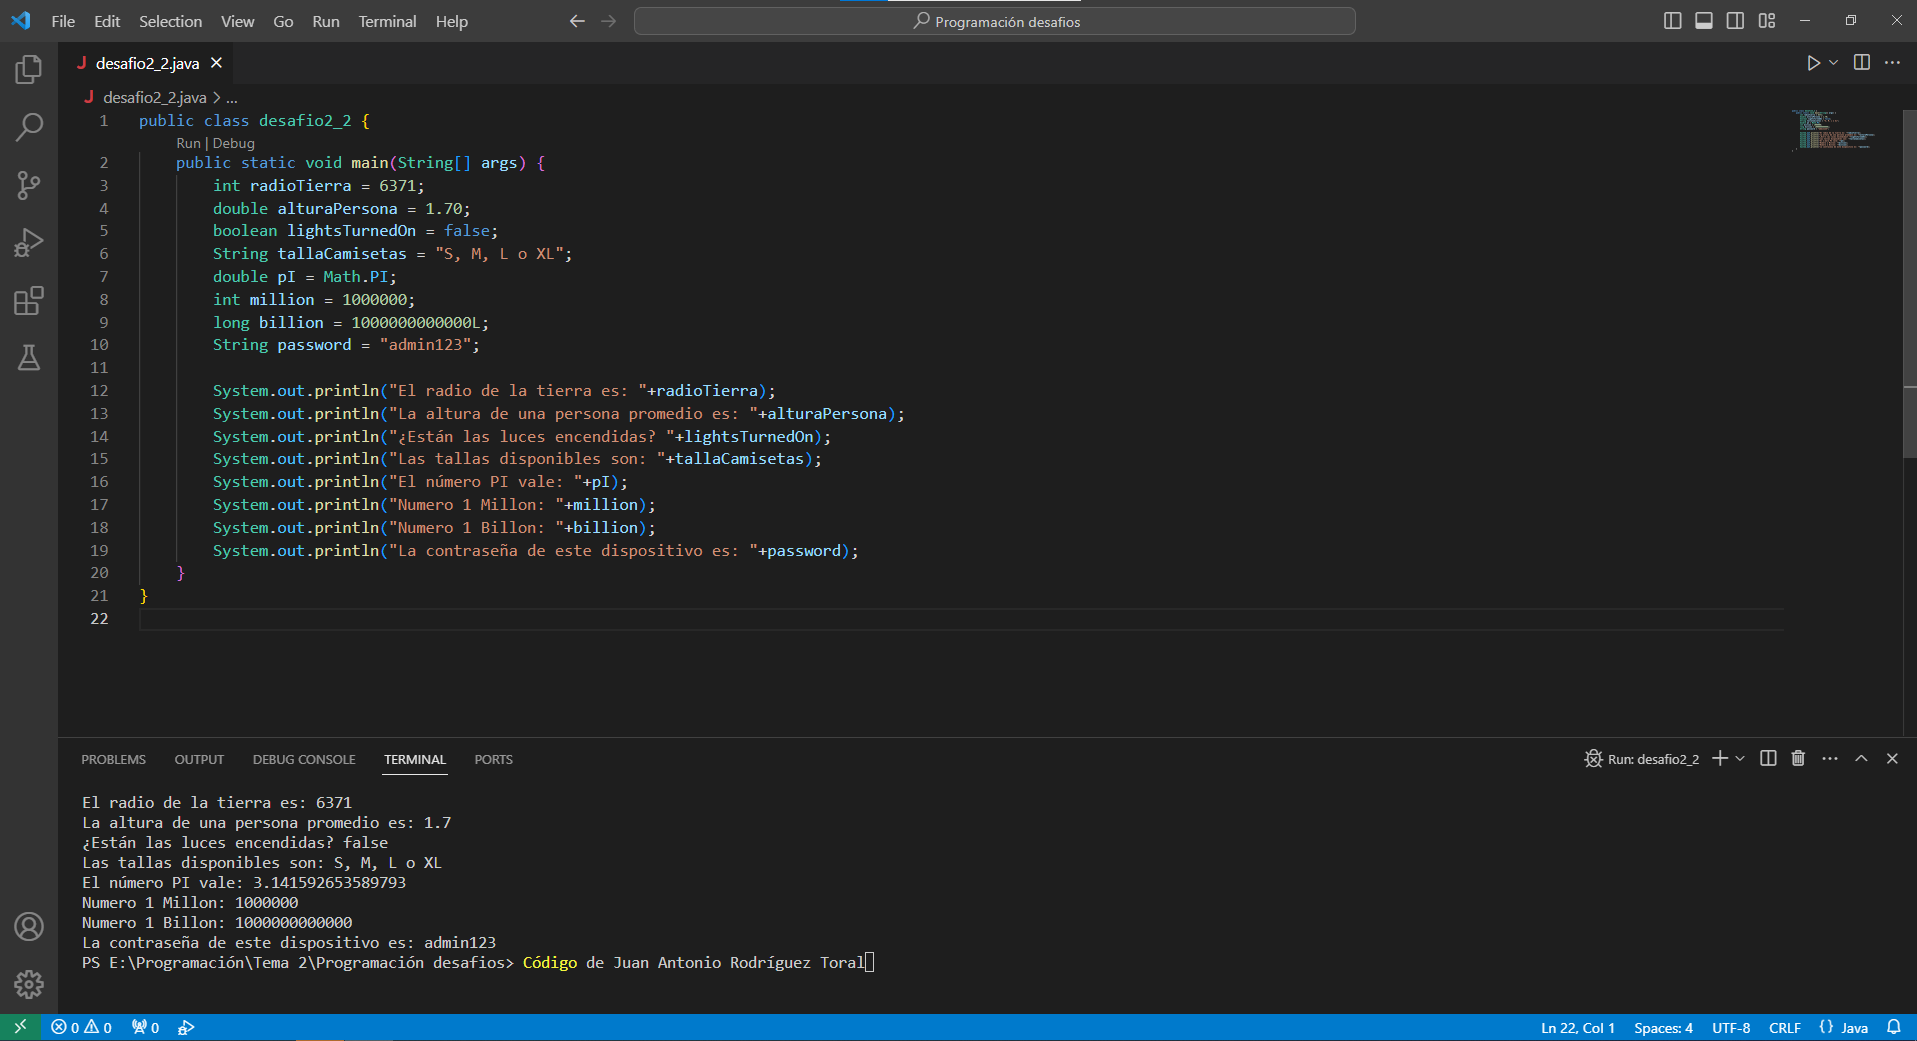 File Edit Selection View Go Run Terminal Help
Programación desafios
J desafio2_2.java
J desafio2_2.java > ...
1 public class desafio2_2 {
Run | Debug
2 public static void main(String[] args) {
3 int radioTierra = 6371;
4 double alturaPersona = 1.70;
5 boolean lightsTurnedOn = false;
6 String tallaCamisetas = "S, M, L o XL";
7 double pI = Math.PI;
8 int million = 1000000;
9 long billion = 1000000000000L;
10 String password = "admin123";
11
12 System.out.println("El radio de la tierra es: "+radioTierra);
13 System.out.println("La altura de una persona promedio es: "+alturaPersona);
14 System.out.println("¿Están las luces encendidas? "+lightsTurnedOn);
15 System.out.println("Las tallas disponibles son: "+tallaCamisetas);
16 System.out.println("El número PI vale: "+pI);
17 System.out.println("Numero 1 Millon: "+million);
18 System.out.println("Numero 1 Billon: "+billion);
19 System.out.println("La contraseña de este dispositivo es: "+password);
20 }
21 }
22
PROBLEMS OUTPUT DEBUG CONSOLE TERMINAL PORTS
Run: desafio2_2
El radio de la tierra es: 6371
La altura de una persona promedio es: 1.7
¿Están las luces encendidas? false
Las tallas disponibles son: S, M, L o XL
El número PI vale: 3.141592653589793
Numero 1 Millon: 1000000
Numero 1 Billon: 1000000000000
La contraseña de este dispositivo es: admin123
PS E:\Programación\Tema 2\Programación desafios> Código de Juan Antonio Rodríguez Toral
0 0 0
Ln 22, Col 1 Spaces: 4 UTF-8 CRLF {} Java